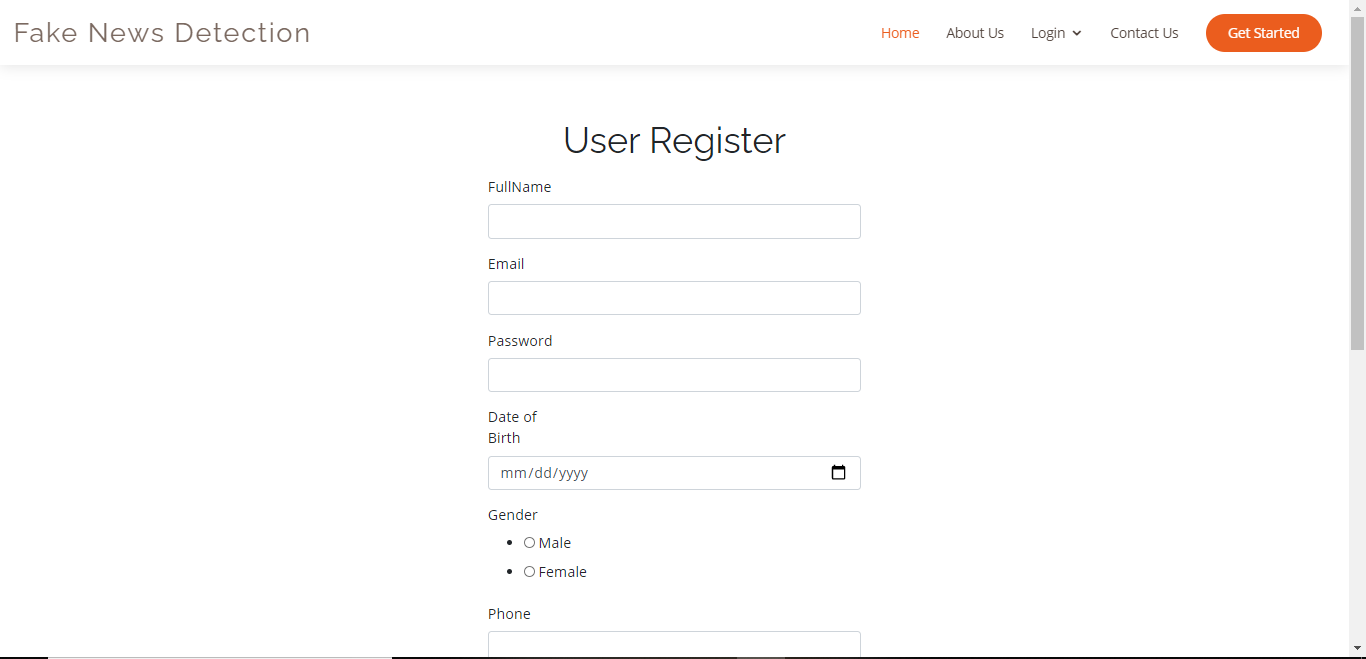 Fake News Detection
Home About Us Login Contact Us Get Started
User Register
FullName
Email
Password
Date of
Birth
mm/dd/yyyy
Gender
Male
Female
Phone